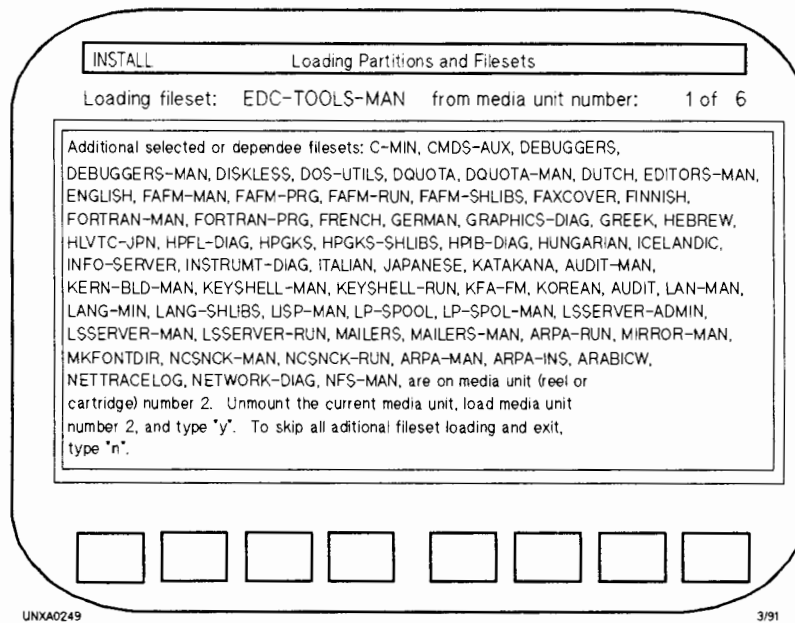 INSTALL Loading Partitions and Filesets
Loading fileset: EDC-TOOLS-MAN from media unit number: 1 of 6
Additional selected or dependee filesets: C-MIN, CMDS-AUX, DEBUGGERS,
DEBUGGERS-MAN, DISKLESS, DOS-UTILS, DQUOTA, DQUOTA-MAN, DUTCH, EDITORS-MAN,
ENGLISH, FAFM-MAN, FAFM-PRG, FAFM-RUN, FAFM-SHLIBS, FAXCOVER, FINNISH,
FORTRAN-MAN, FORTRAN-PRG, FRENCH, GERMAN, GRAPHICS-DIAG, GREEK, HEBREW,
HLVTC-JPN, HPFL-DIAG, HPGKS, HPGKS-SHLIBS, HPIB-DIAG, HUNGARIAN, ICELANDIC,
INFO-SERVER, INSTRUMT-DIAG, ITALIAN, JAPANESE, KATAKANA, AUDIT-MAN,
KERN-BLD-MAN, KEYSHELL-MAN, KEYSHELL-RUN, KFA-FM, KOREAN, AUDIT, LAN-MAN,
LANG-MIN, LANG-SHLIBS, LISP-MAN, LP-SPOOL, LP-SPOL-MAN, LSSERVER-ADMIN,
LSSERVER-MAN, LSSERVER-RUN, MAILERS, MAILERS-MAN, ARPA-RUN, MIRROR-MAN,
MKFONTDIR, NCSNCK-MAN, NCSNCK-RUN, ARPA-MAN, ARPA-INS, ARABICW,
NETTRACELOG, NETWORK-DIAG, NFS-MAN, are on media unit (reel or
cartridge) number 2. Unmount the current media unit, load media unit
number 2, and type "y". To skip all aditional fileset loading and exit,
type "n".
UNXA0249 3/91